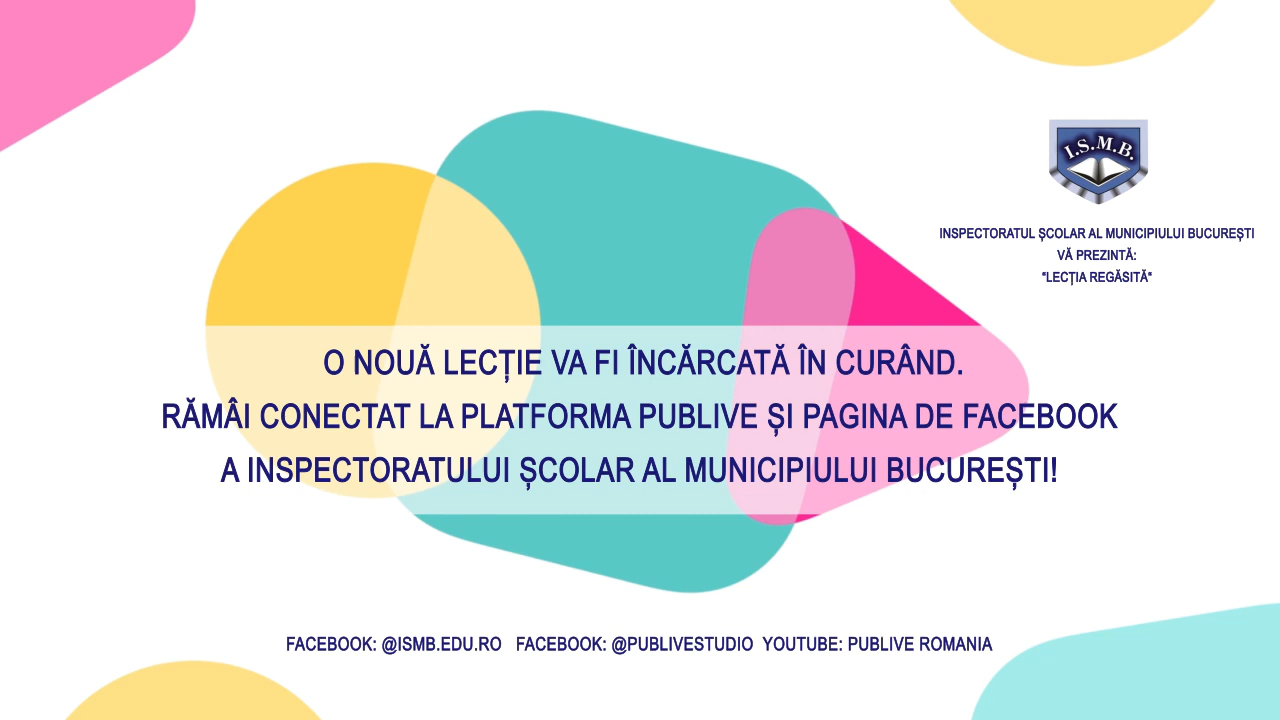 I.S.M.B.
INSPECTORATUL ȘCOLAR AL MUNICIPIULUI BUCUREȘTI
VĂ PREZINTĂ:
"LECȚIA REGĂSITĂ"
O NOUĂ LECȚIE VA FI ÎNCĂRCATĂ ÎN CURÂND.
RĂMÂI CONECTAT LA PLATFORMA PUBLIVE ȘI PAGINA DE FACEBOOK
A INSPECTORATULUI ȘCOLAR AL MUNICIPIULUI BUCUREȘTI!
FACEBOOK: @ISMB.EDU.RO FACEBOOK: @PUBLIVESTUDIO YOUTUBE: PUBLIVE ROMANIA